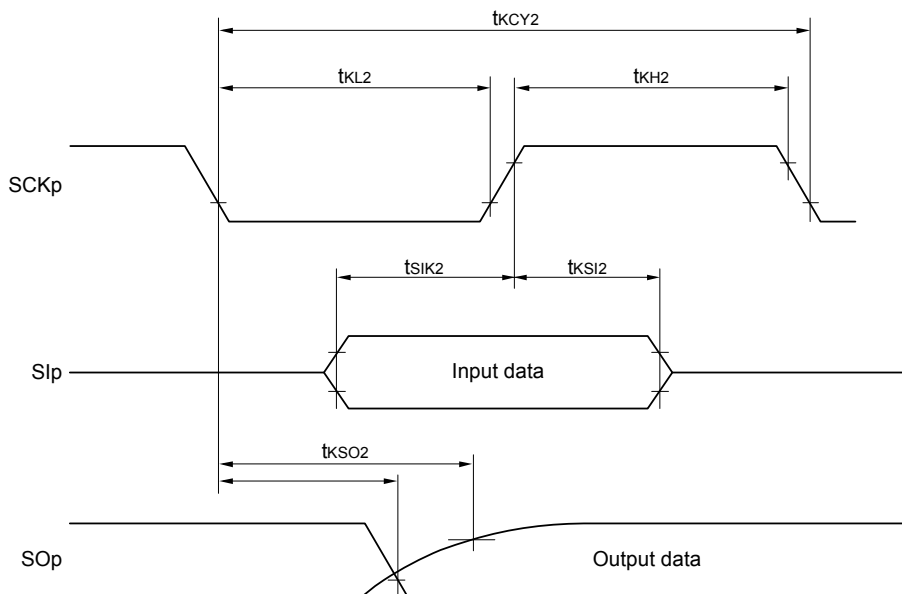 tKCY2
tKL2
tKH2
SCKp
tSIK2
tKSI2
SIp
Input data
tKSO2
SOp
Output data